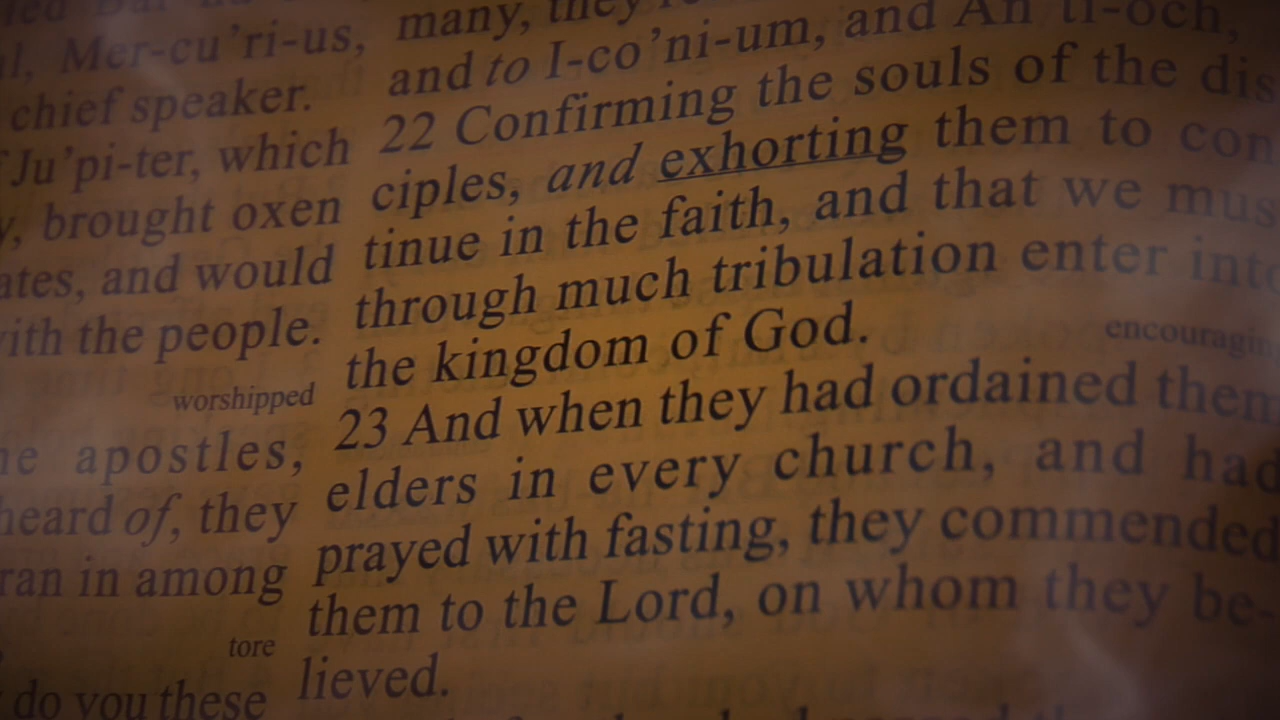 al, Mer-cu'ri-us,
chief speaker.
Ju'pi-ter, which
brought oxen
ates, and would
with the people.
worshipped
apostles,
heard of, they
ran in among
tore
do you these
many, they
and to I-co'ni-um, and An ti-och,
22 Confirming the souls of the dis
ciples, and exhorting them to con
tinue in the faith, and that we mus
through much tribulation enter into
the kingdom of God.
encouragin
23 And when they had ordained them
elders in every church, and had
prayed with fasting, they commended
them to the Lord, on whom they be-
lieved.